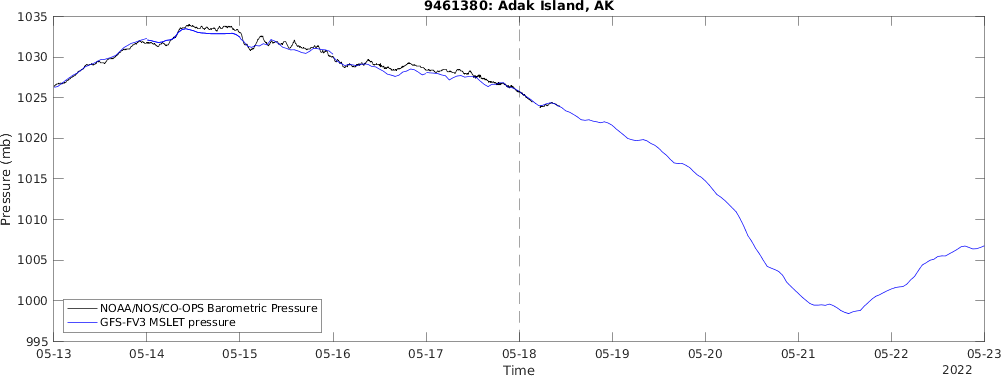 9461380: Adak Island, AK
Pressure (mb)
1035
1030
1025
1020
1015
1010
1005
1000
995
NOAA/NOS/CO-OPS Barometric Pressure
GFS-FV3 MSLET pressure
05-13 05-14 05-15 05-16 05-17 05-18 05-19 05-20 05-21 05-22 05-23
Time
2022